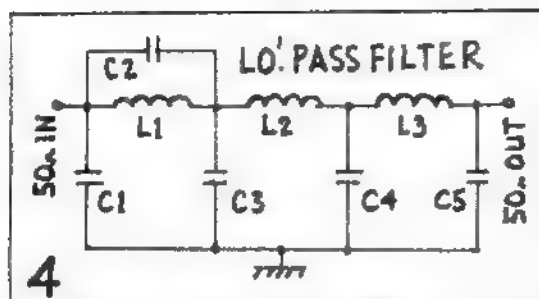 LO'. PASS FILTER
C2
L1
L2
L3
50Ω IN
C1
C3
C4
C5
50Ω OUT
4